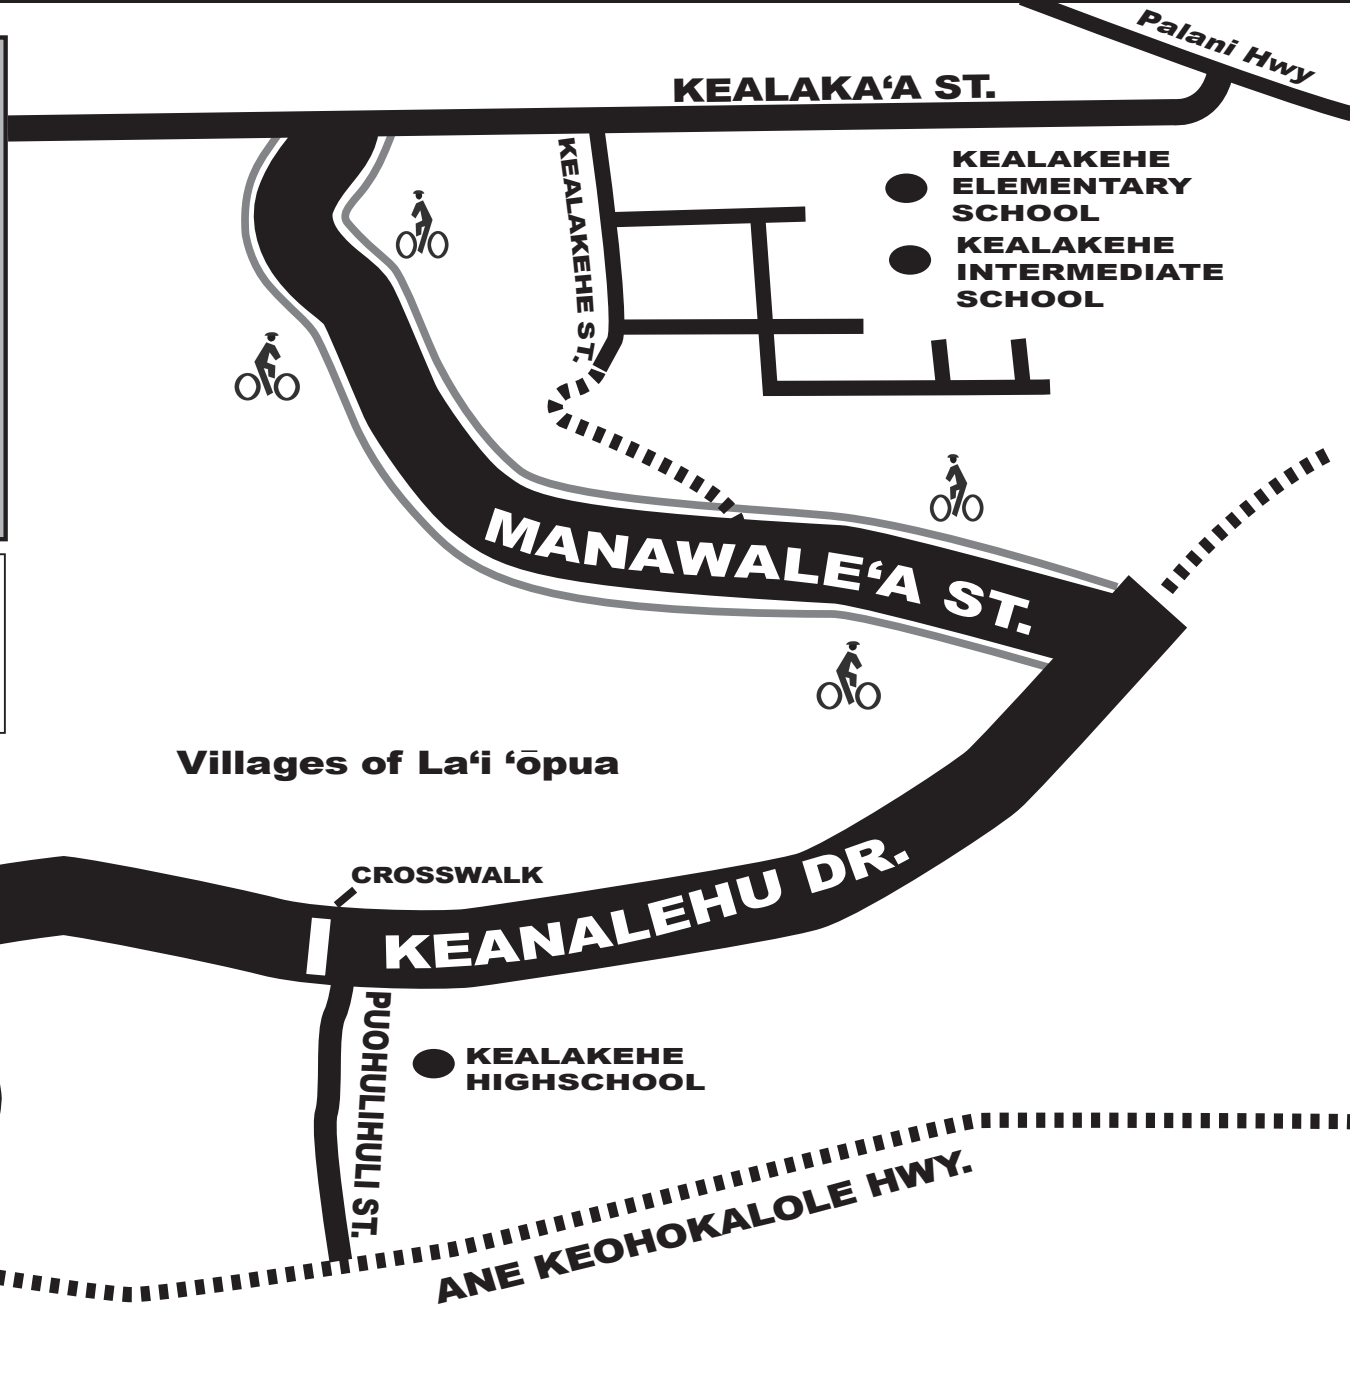 Palani Hwy
KEALAKA‘A ST.
KEALAKEHE ST.
KEALAKEHE
ELEMENTARY
SCHOOL
KEALAKEHE
INTERMEDIATE
SCHOOL
MANAWALE‘A ST.
Villages of La‘i ‘ōpua
CROSSWALK
KEANALEHU DR.
PUOHULIHULI ST.
KEALAKEHE
HIGHSCHOOL
ANE KEOHOKALOLE HWY.